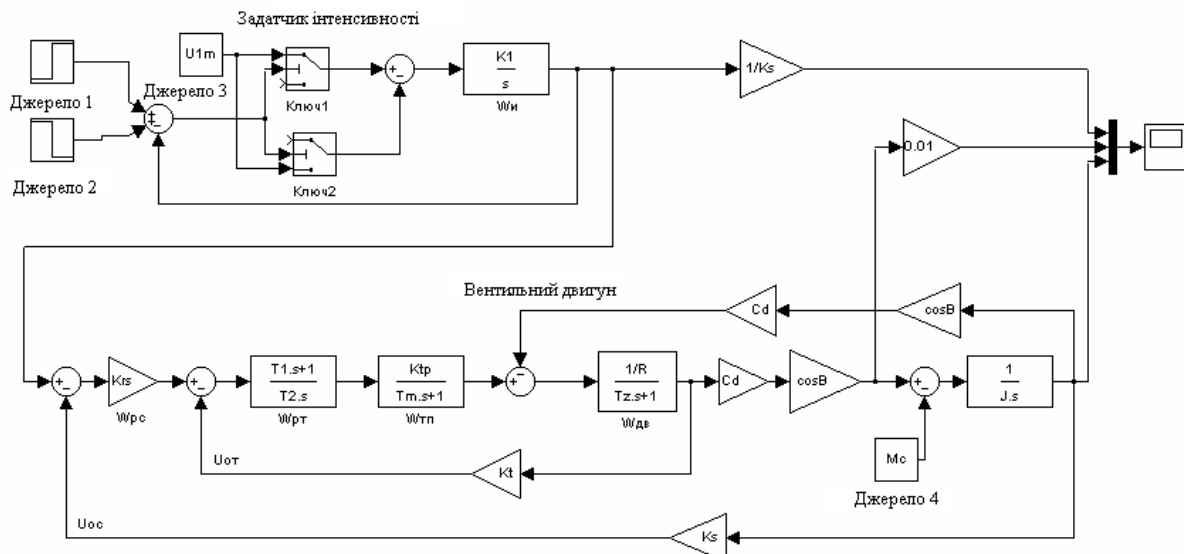 Задатчик інтенсивності
U1m
Джерело 3
Джерело 1
Джерело 2
Ключ1
Ключ2
K1
s
Wи
1/Ks
0.01
Вентильний двигун
Cd
cosB
Krs
Wрс
T1.s+1
T2.s
Wрт
Ktp
Tm.s+1
Wтп
1/R
Tz.s+1
Wдв
Cd
cosB
1
J.s
Mc
Джерело 4
Uот
Kt
Uос
Ks